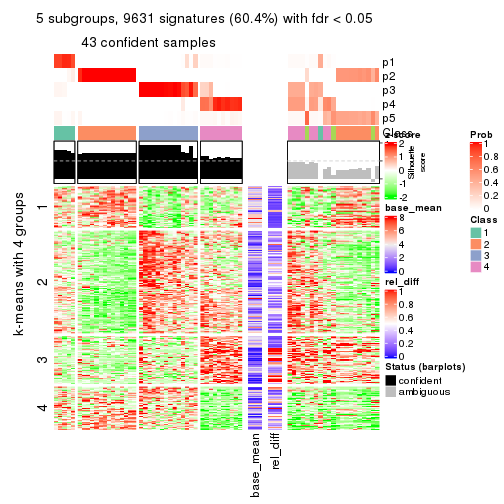 5 subgroups, 9631 signatures (60.4%) with fdr < 0.05
43 confident samples
p1
p2
p3
p4
p5
Class
Silhouette
score
k-means with 4 groups
1
2
3
4
base_mean
rel_diff
z-score
2
1
0
-1
-2
base_mean
8
6
4
2
0
rel_diff
1
0.8
0.6
0.4
0.2
0
Status (barplots)
confident
ambiguous
Prob
1
0.8
0.6
0.4
0.2
0
Class
1
2
3
4